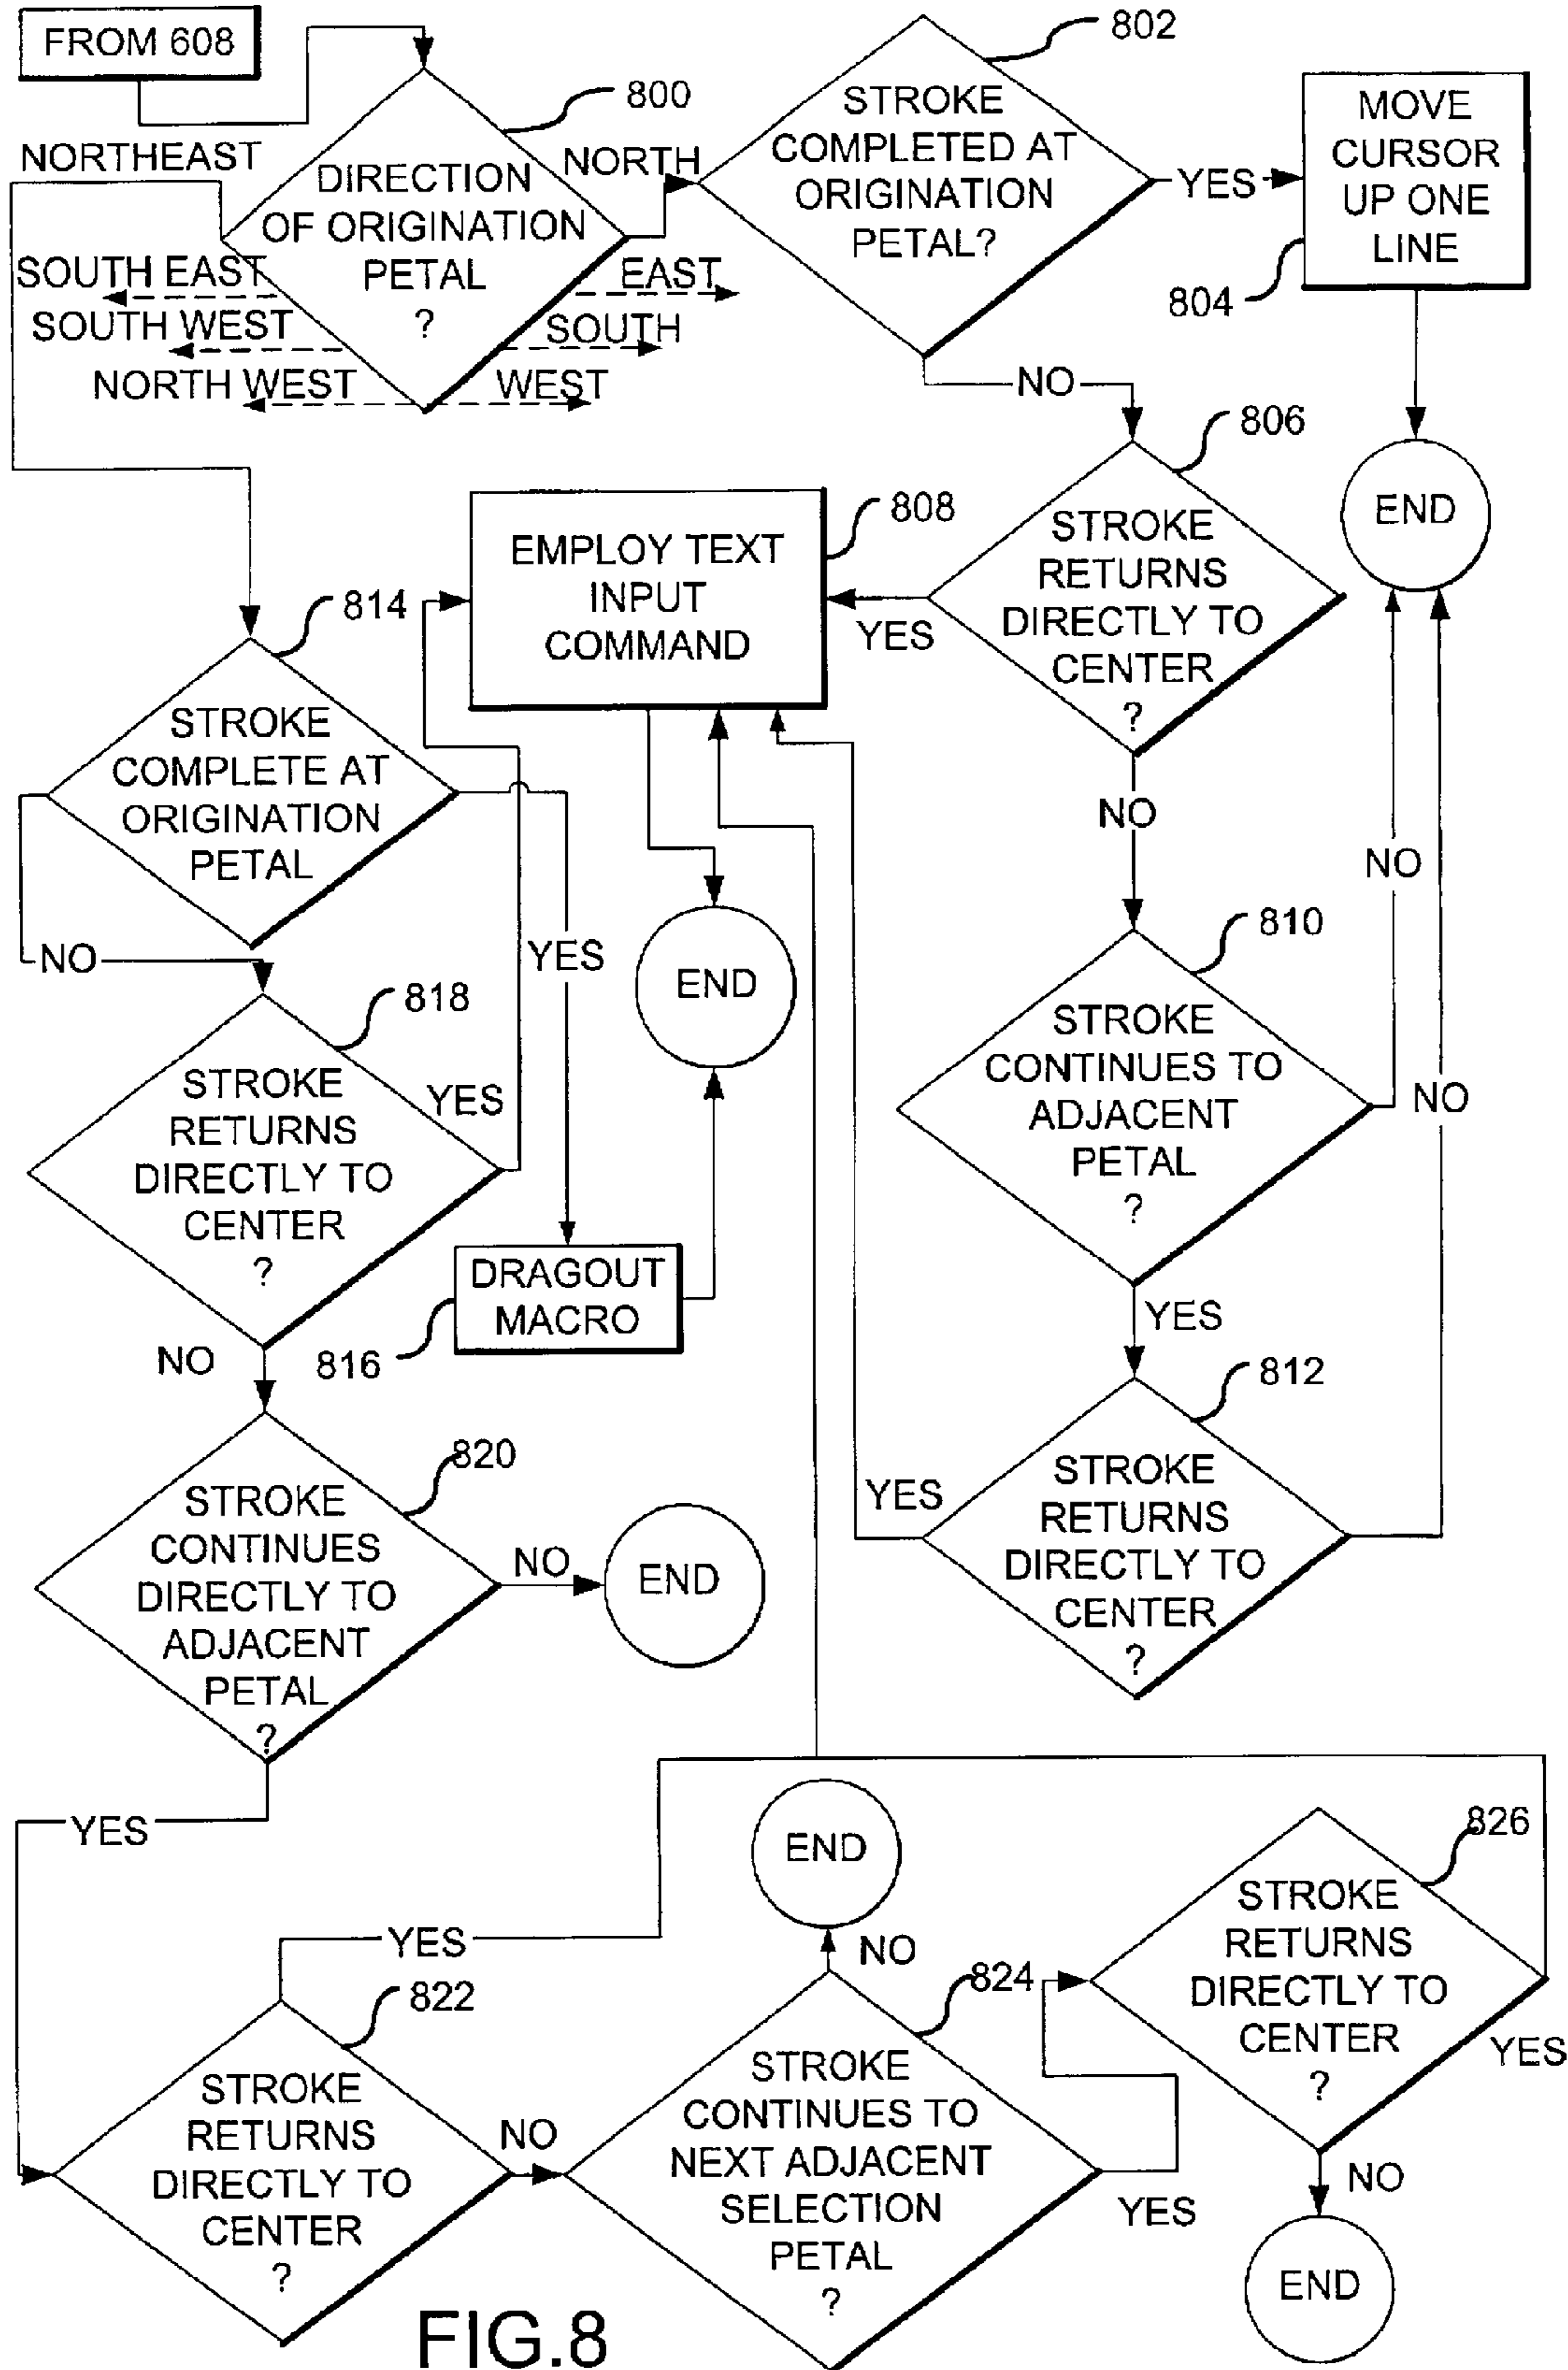 FROM 608
800
NORTHEAST
DIRECTION
OF ORIGINATION
PETAL
?
NORTH
SOUTH EAST
SOUTH WEST
NORTH WEST
EAST
SOUTH
WEST
802
STROKE
COMPLETED AT
ORIGINATION
PETAL?
YES
MOVE
CURSOR
UP ONE
LINE
804
END
NO
806
STROKE
RETURNS
DIRECTLY TO
CENTER
?
YES
808
EMPLOY TEXT
INPUT
COMMAND
END
NO
810
STROKE
CONTINUES TO
ADJACENT
PETAL
?
NO
NO
YES
812
STROKE
RETURNS
DIRECTLY TO
CENTER
?
YES
814
STROKE
COMPLETE AT
ORIGINATION
PETAL
NO
YES
818
STROKE
RETURNS
DIRECTLY TO
CENTER
?
YES
DRAGOUT
MACRO
816
NO
820
STROKE
CONTINUES
DIRECTLY TO
ADJACENT
PETAL
?
NO
END
YES
822
STROKE
RETURNS
DIRECTLY TO
CENTER
?
YES
NO
END
NO
824
STROKE
CONTINUES TO
NEXT ADJACENT
SELECTION
PETAL
?
YES
826
STROKE
RETURNS
DIRECTLY TO
CENTER
?
YES
NO
END
FIG.8